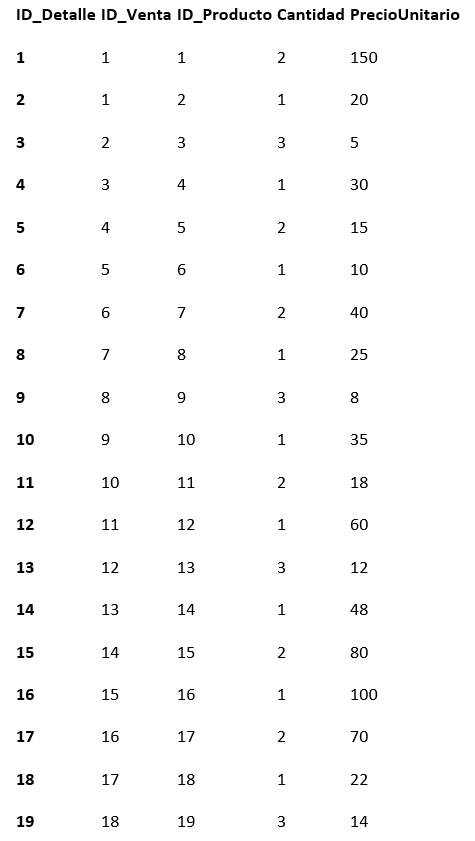 ID_Detalle ID_Venta ID_Producto Cantidad PrecioUnitario
1 1 1 2 150
2 1 2 1 20
3 2 3 3 5
4 3 4 1 30
5 4 5 2 15
6 5 6 1 10
7 6 7 2 40
8 7 8 1 25
9 8 9 3 8
10 9 10 1 35
11 10 11 2 18
12 11 12 1 60
13 12 13 3 12
14 13 14 1 48
15 14 15 2 80
16 15 16 1 100
17 16 17 2 70
18 17 18 1 22
19 18 19 3 14